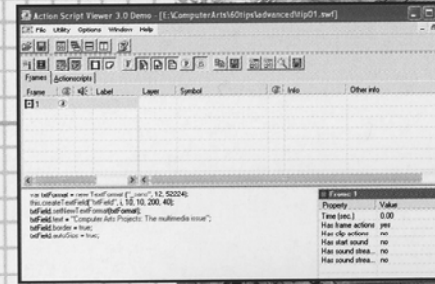 Action Script Viewer 3.0 Demo - [E:\ComputerArts\60tips\advanced\tip01.swf]
File Utility Options Window Help
Frames Actionscripts
Frame Label Layer Symbol Info Other info
1
var txtFormat = new TextFormat ("_sans", 12, 52224);
this.createTextField("txtField", i, 10, 10, 200, 40);
txtField.setNewTextFormat(txtFormat);
txtField.text = "Computer Arts Projects: The multimedia issue";
txtField.border = true;
txtField.autoSize = true;
Frame 1
Property Value
Time (sec.) 0.00
Has frame actions yes
Has clip actions no
Has start sound no
Has sound strea... no
Has sound strea... no